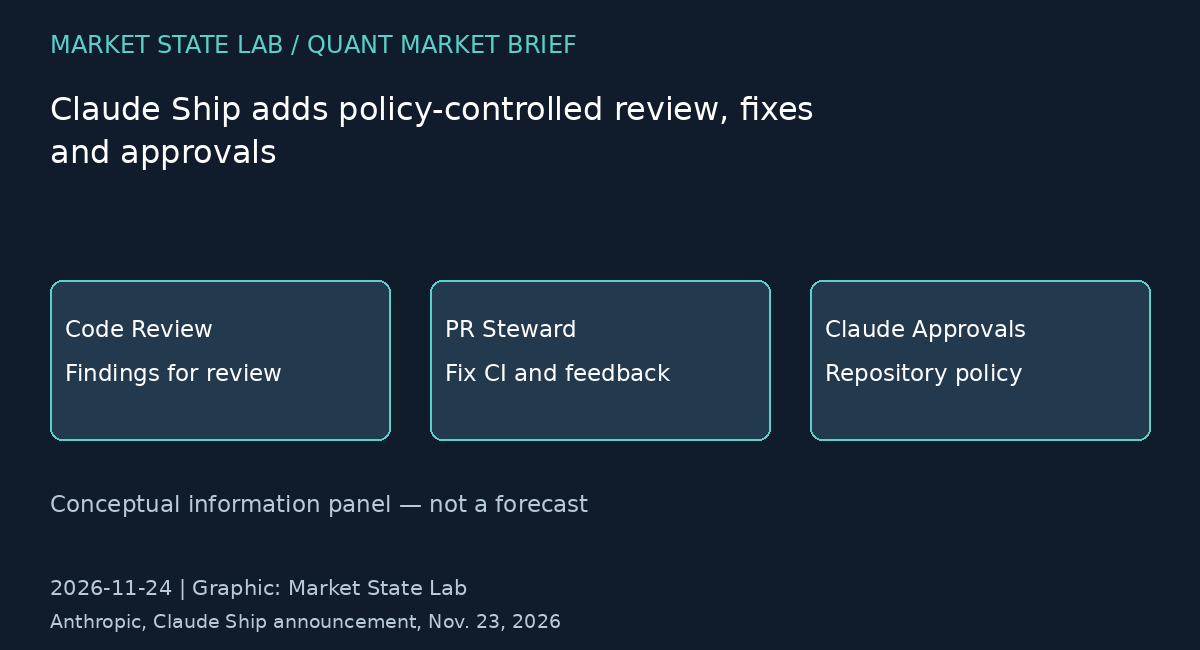 MARKET STATE LAB / QUANT MARKET BRIEF
Claude Ship adds policy-controlled review, fixes
and approvals
Code Review
Findings for review
PR Steward
Fix CI and feedback
Claude Approvals
Repository policy
Conceptual information panel — not a forecast
2026-11-24 | Graphic: Market State Lab
Anthropic, Claude Ship announcement, Nov. 23, 2026